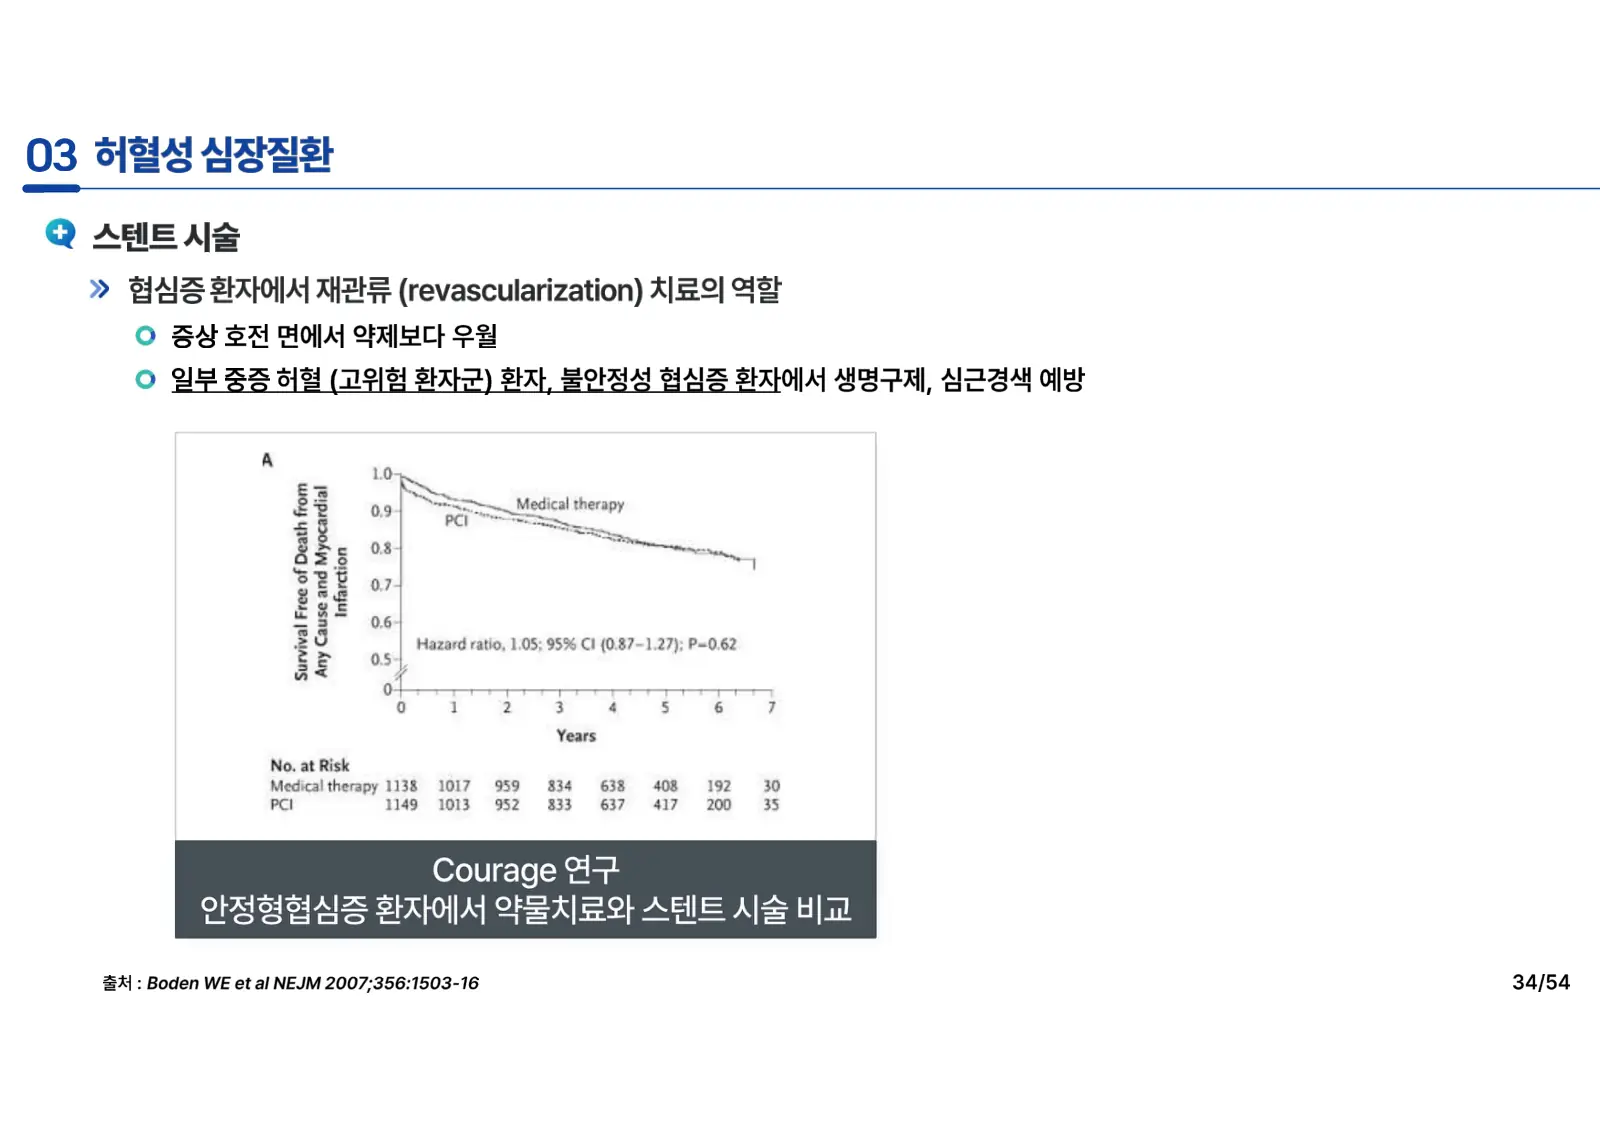 03 허혈성 심장질환
스텐트 시술
협심증 환자에서 재관류 (revascularization) 치료의 역할
증상 호전 면에서 약제보다 우월
일부 중증 허혈 (고위험 환자군) 환자, 불안정성 협심증 환자에서 생명구제, 심근경색 예방
A
Survival Free of Death from
Any Cause and Myocardial
Infarction
1.0
0.9
0.8
0.7
0.6
0.5
0
Medical therapy
PCI
Hazard ratio, 1.05; 95% CI (0.87–1.27); P=0.62
0 1 2 3 4 5 6 7
Years
No. at Risk
Medical therapy 1138 1017 959 834 638 408 192 30
PCI 1149 1013 952 833 637 417 200 35
Courage 연구
안정형협심증 환자에서 약물치료와 스텐트 시술 비교
출처 : Boden WE et al NEJM 2007;356:1503-16
34/54